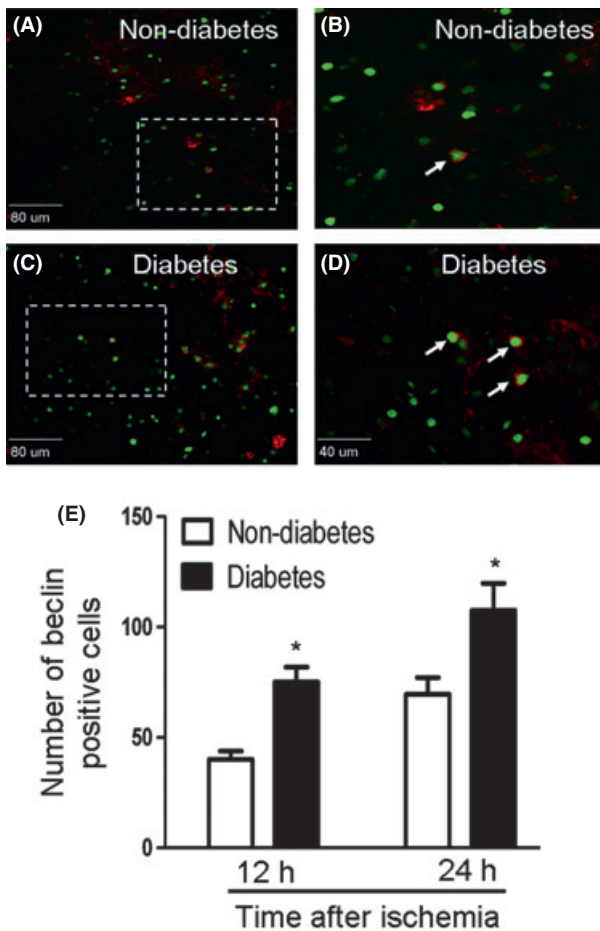 (A) Non-diabetes
80 um
(B) Non-diabetes
(C) Diabetes
80 um
(D) Diabetes
40 um
(E)
150
100
50
0
Number of beclin
positive cells
Non-diabetes
Diabetes
*
*
12 h
24 h
Time after ischemia